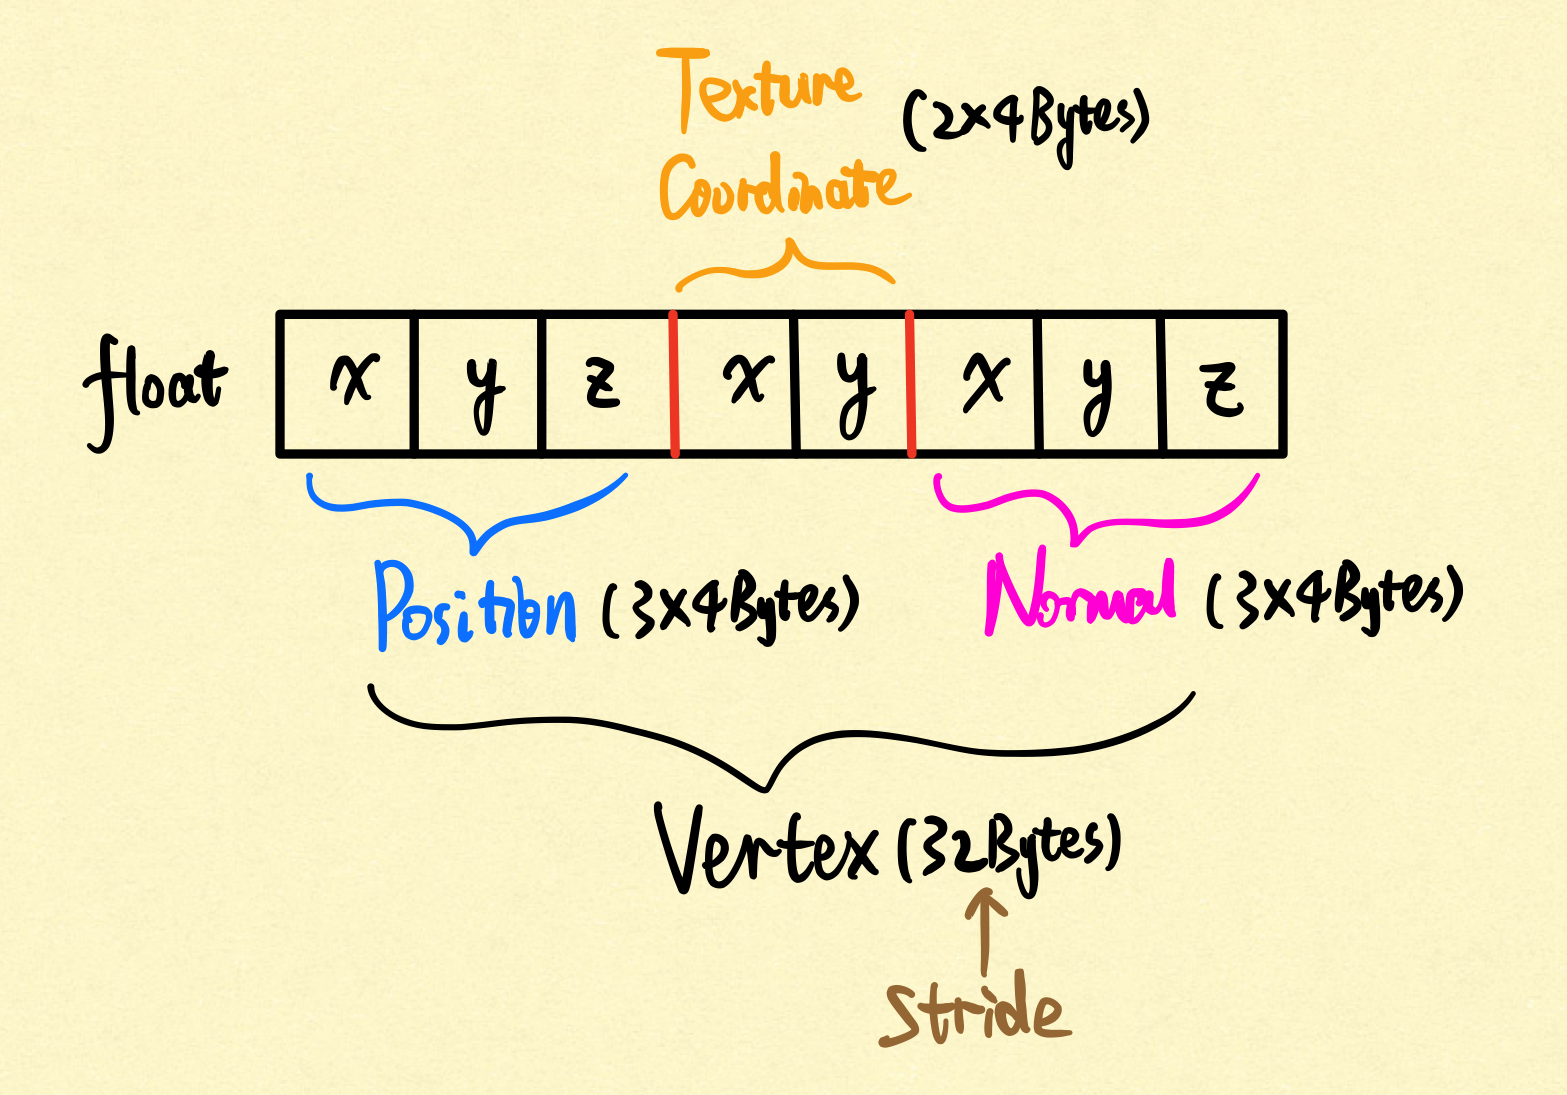 Texture
Coordinate
(2x4Bytes)
float x y z x y x y z
Position (3x4Bytes)
Normal (3x4Bytes)
Vertex (32Bytes)
Stride